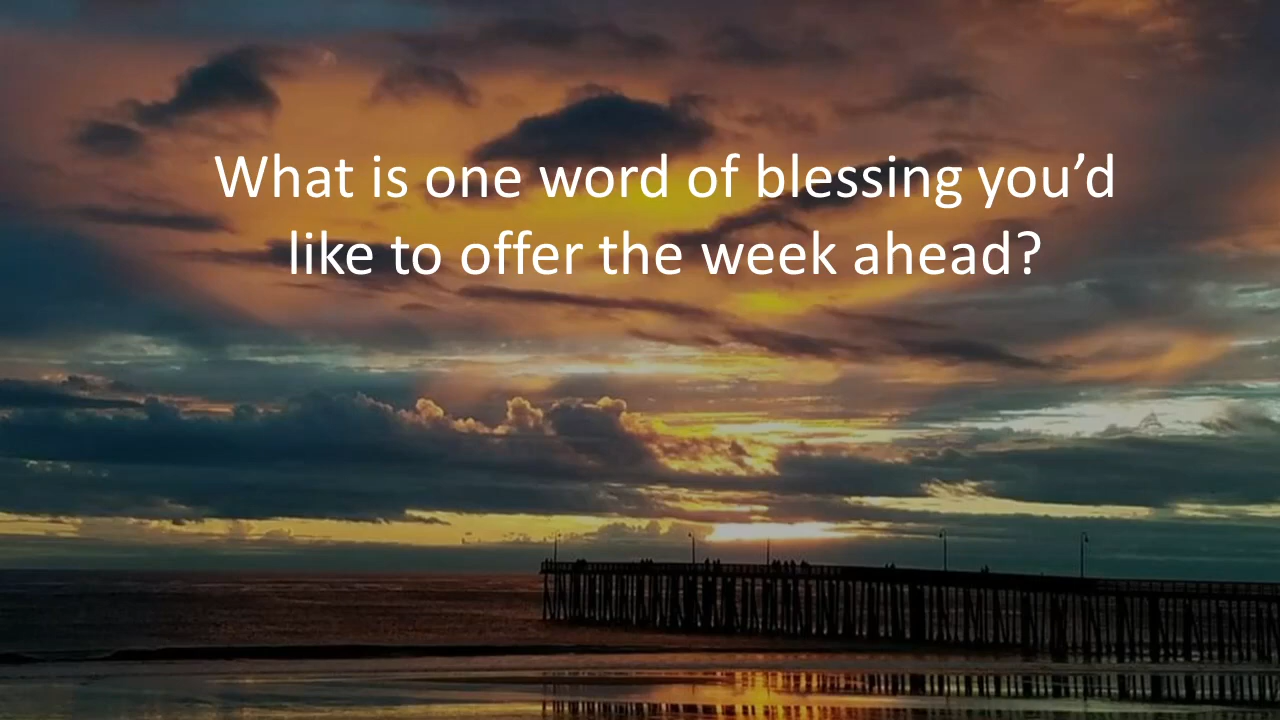 What is one word of blessing you’d
like to offer the week ahead?